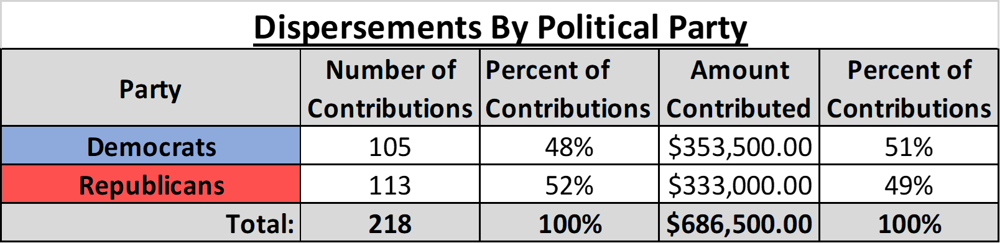 Dispersements By Political Party
Party Number of Contributions Percent of Contributions Amount Contributed Percent of Contributions
Democrats 105 48% $353,500.00 51%
Republicans 113 52% $333,000.00 49%
Total: 218 100% $686,500.00 100%